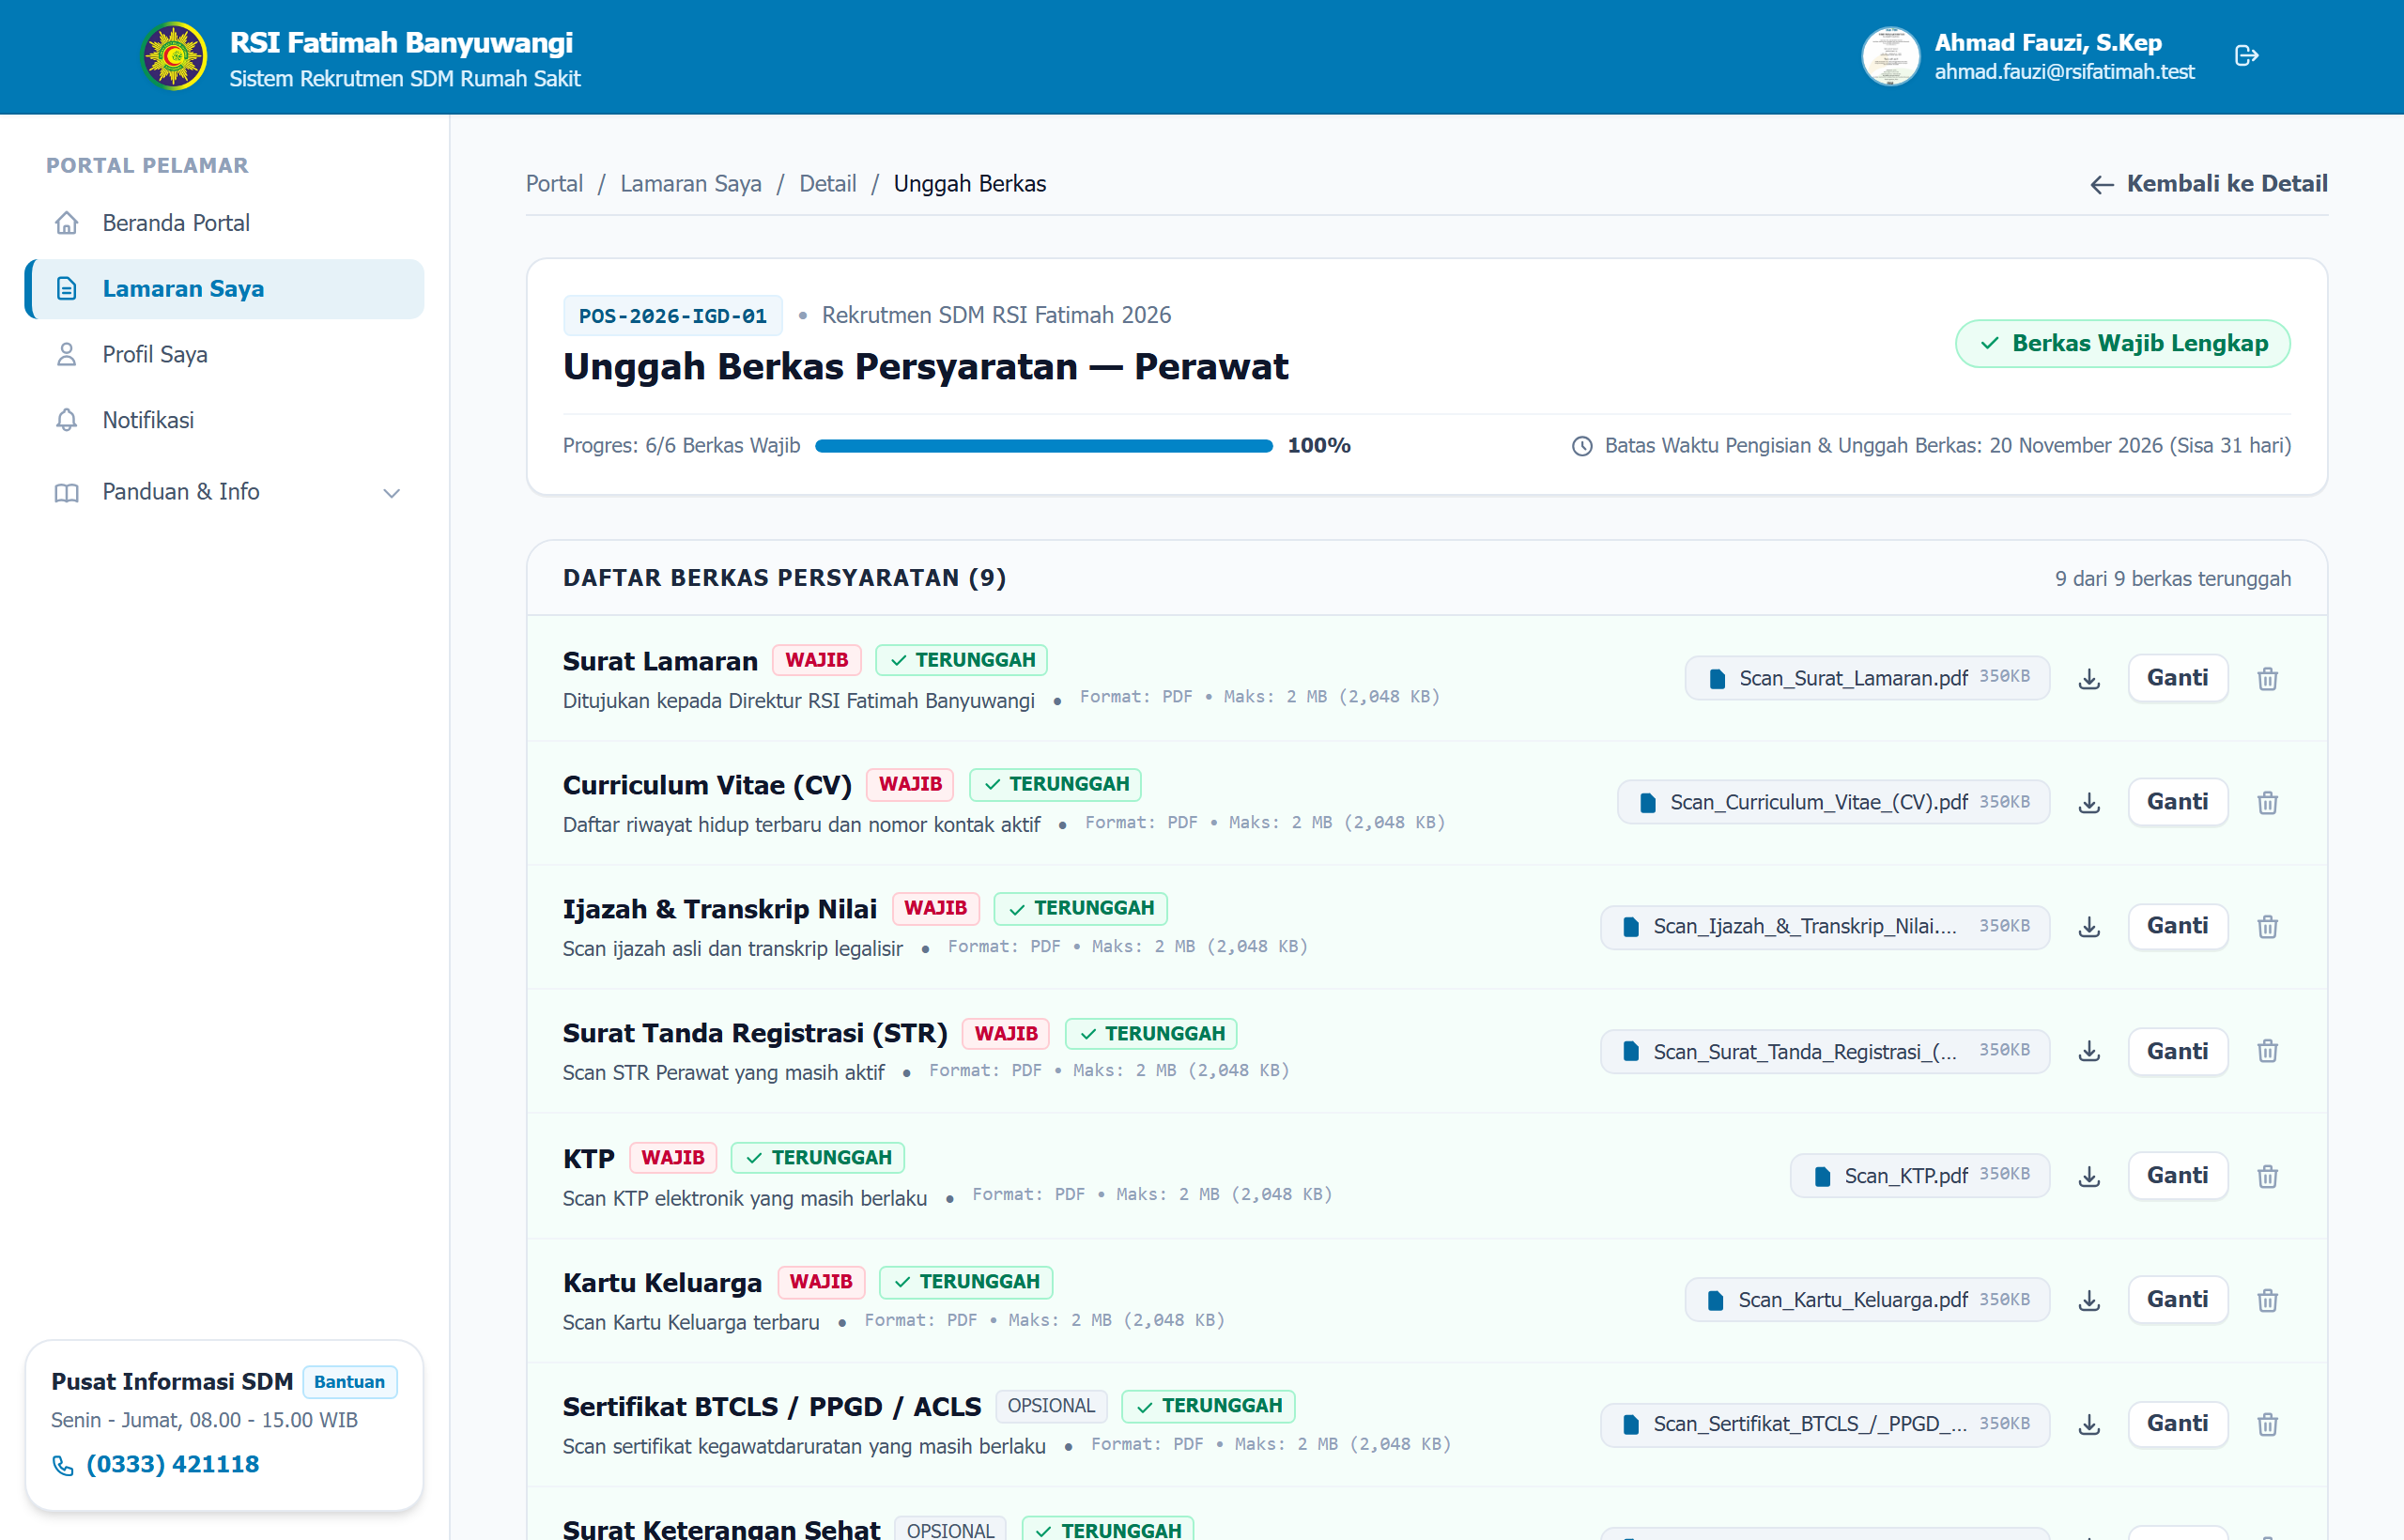 RSI Fatimah Banyuwangi
Sistem Rekrutmen SDM Rumah Sakit
Ahmad Fauzi, S.Kep
ahmad.fauzi@rsifatimah.test
PORTAL PELAMAR
Beranda Portal
Lamaran Saya
Profil Saya
Notifikasi
Panduan & Info
Pusat Informasi SDM Bantuan
Senin - Jumat, 08.00 - 15.00 WIB
(0333) 421118
Portal / Lamaran Saya / Detail / Unggah Berkas
Kembali ke Detail
POS-2026-IGD-01 • Rekrutmen SDM RSI Fatimah 2026
Unggah Berkas Persyaratan — Perawat
Berkas Wajib Lengkap
Progres: 6/6 Berkas Wajib 100%
Batas Waktu Pengisian & Unggah Berkas: 20 November 2026 (Sisa 31 hari)
DAFTAR BERKAS PERSYARATAN (9)
9 dari 9 berkas terunggah
Surat Lamaran WAJIB TERUNGGAH
Ditujukan kepada Direktur RSI Fatimah Banyuwangi • Format: PDF • Maks: 2 MB (2,048 KB)
Scan_Surat_Lamaran.pdf 350KB Ganti
Curriculum Vitae (CV) WAJIB TERUNGGAH
Daftar riwayat hidup terbaru dan nomor kontak aktif • Format: PDF • Maks: 2 MB (2,048 KB)
Scan_Curriculum_Vitae_(CV).pdf 350KB Ganti
Ijazah & Transkrip Nilai WAJIB TERUNGGAH
Scan ijazah asli dan transkrip legalisir • Format: PDF • Maks: 2 MB (2,048 KB)
Scan_Ijazah_&_Transkrip_Nilai.... 350KB Ganti
Surat Tanda Registrasi (STR) WAJIB TERUNGGAH
Scan STR Perawat yang masih aktif • Format: PDF • Maks: 2 MB (2,048 KB)
Scan_Surat_Tanda_Registrasi_(... 350KB Ganti
KTP WAJIB TERUNGGAH
Scan KTP elektronik yang masih berlaku • Format: PDF • Maks: 2 MB (2,048 KB)
Scan_KTP.pdf 350KB Ganti
Kartu Keluarga WAJIB TERUNGGAH
Scan Kartu Keluarga terbaru • Format: PDF • Maks: 2 MB (2,048 KB)
Scan_Kartu_Keluarga.pdf 350KB Ganti
Sertifikat BTCLS / PPGD / ACLS OPSIONAL TERUNGGAH
Scan sertifikat kegawatdaruratan yang masih berlaku • Format: PDF • Maks: 2 MB (2,048 KB)
Scan_Sertifikat_BTCLS_/_PPGD_... 350KB Ganti
Surat Keterangan Sehat OPSIONAL TERUNGGAH